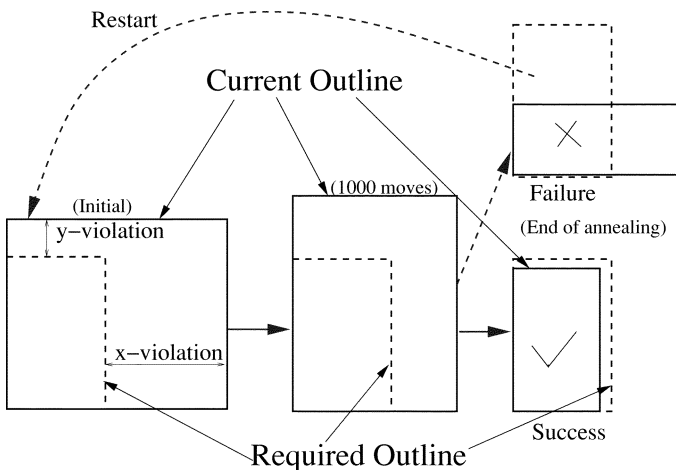 Restart
Current Outline
(Initial)
(1000 moves)
Failure
y-violation
(End of annealing)
x-violation
Success
Required Outline